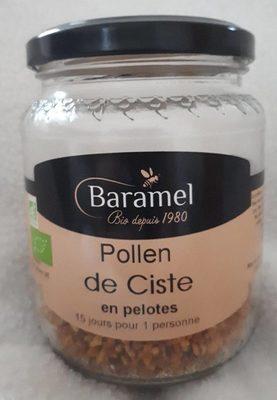 Baramel
Bio depuis 1980
Pollen
de Ciste
en pelotes
15 jours pour 1 personne